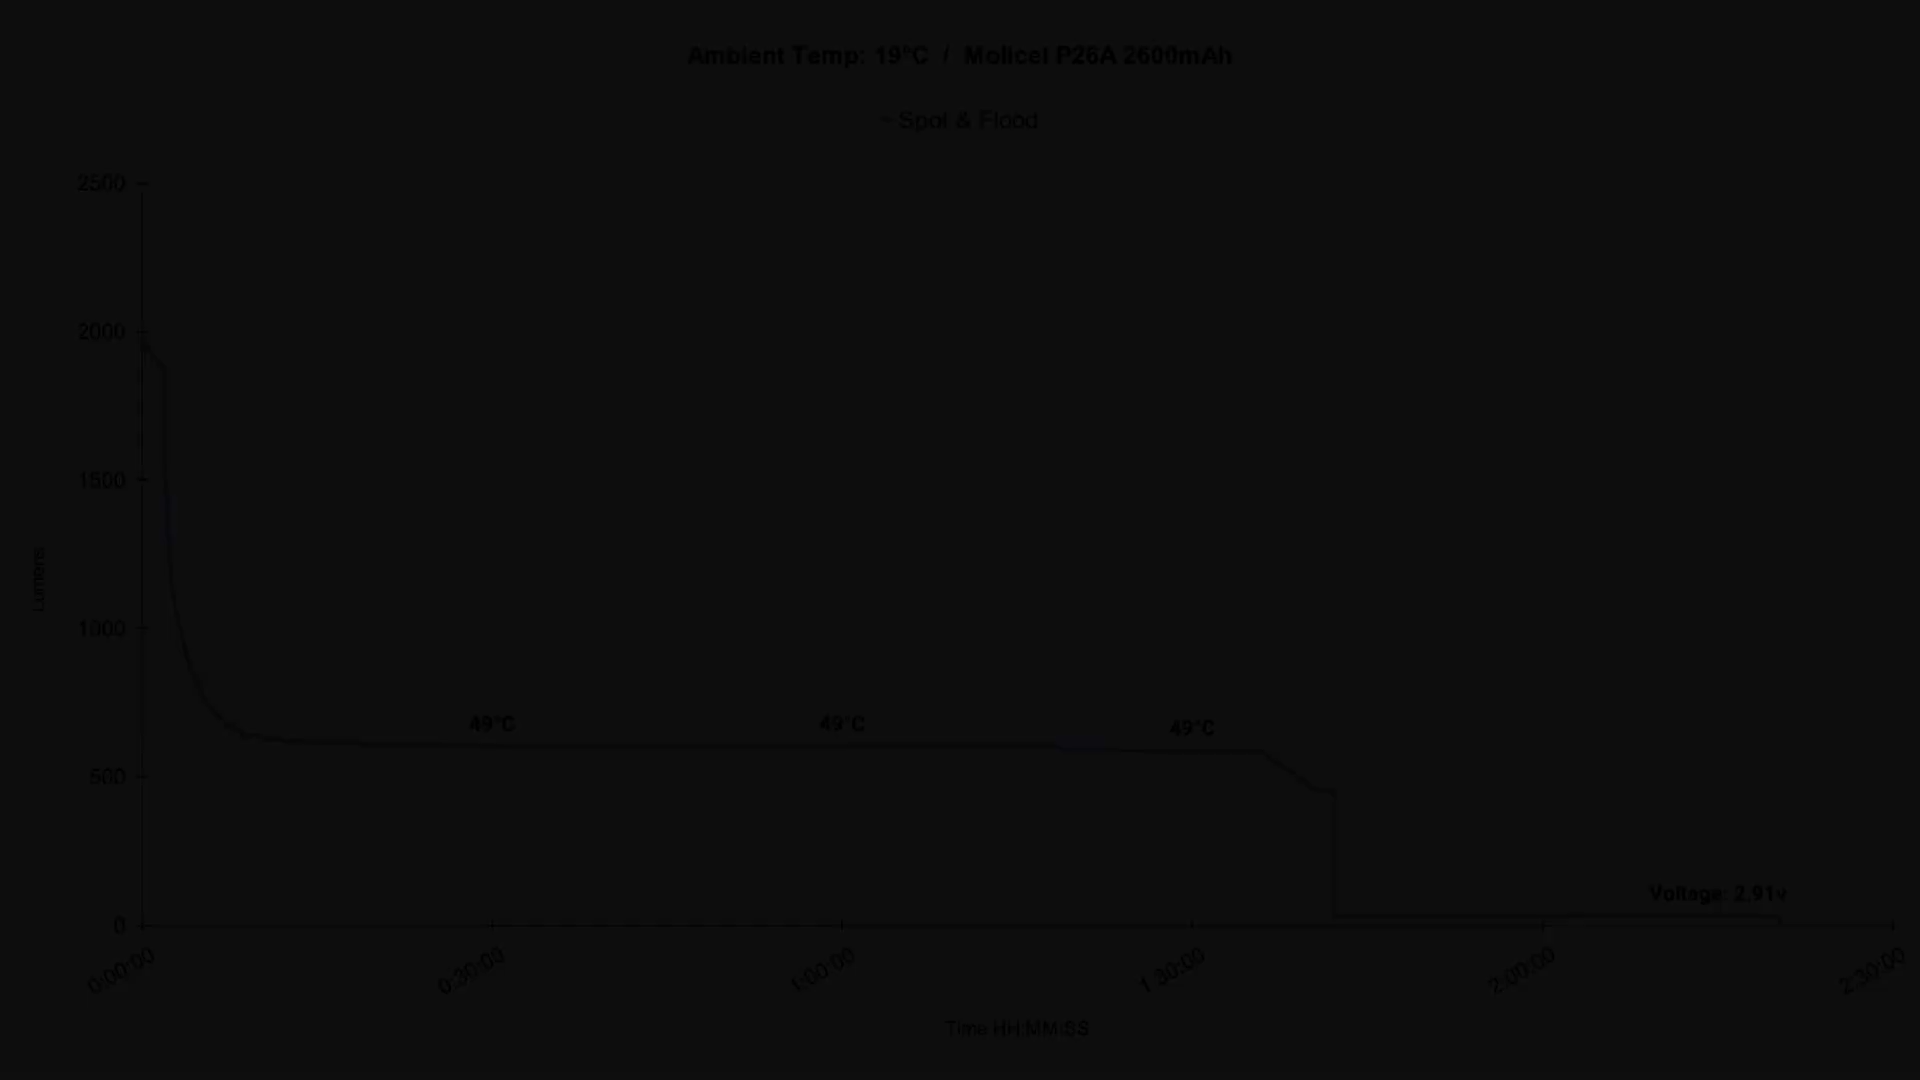 Ambient Temp: 19°C / Molicel P26A 2600mAh
Spot & Flood
2500
2000
1500
1000
500
0
Lumens
49°C 49°C 49°C
Voltage: 2.91v
0:00:00 0:30:00 1:00:00 1:30:00 2:00:00 2:30:00
Time HH:MM:SS